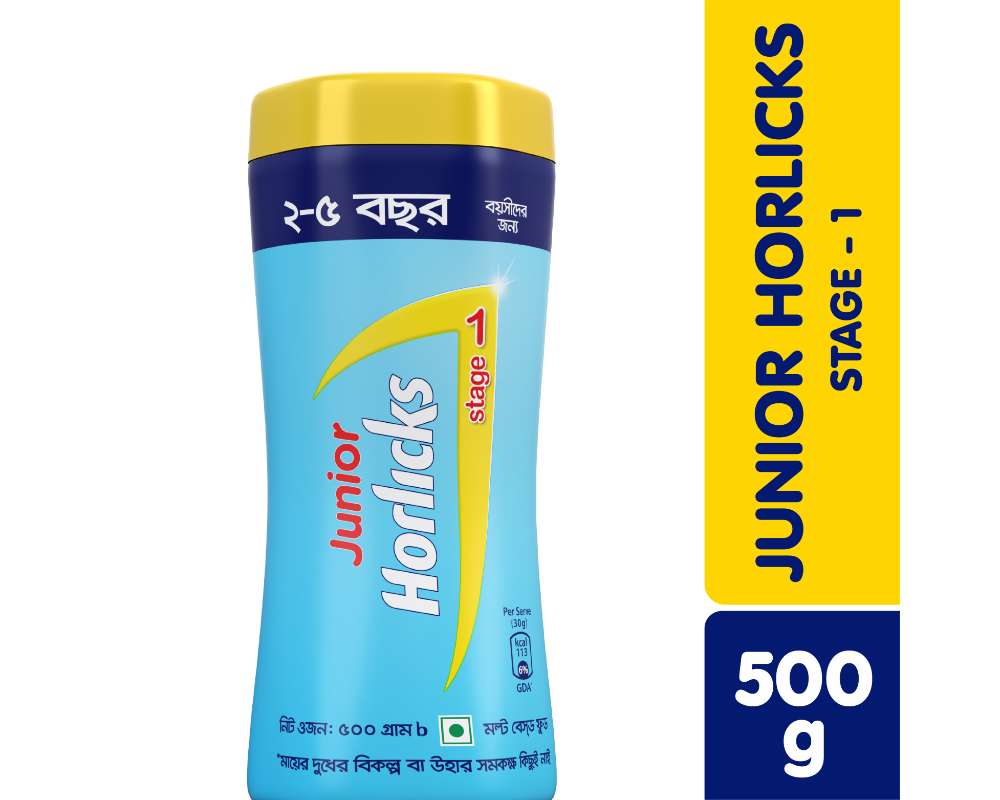 ২-৫ বছর
বয়সীদের
জন্য
Junior
Horlicks
stage 1
Per Serve
(30g)
kcal
113
6%
GDA*
নিট ওজন: ৫০০ গ্রাম b
মল্ট বেস্‌ড ফুড
*মায়ের দুধের বিকল্প বা উহার সমকক্ষ কিছুই নাই
JUNIOR HORLICKS
STAGE - 1
500
g